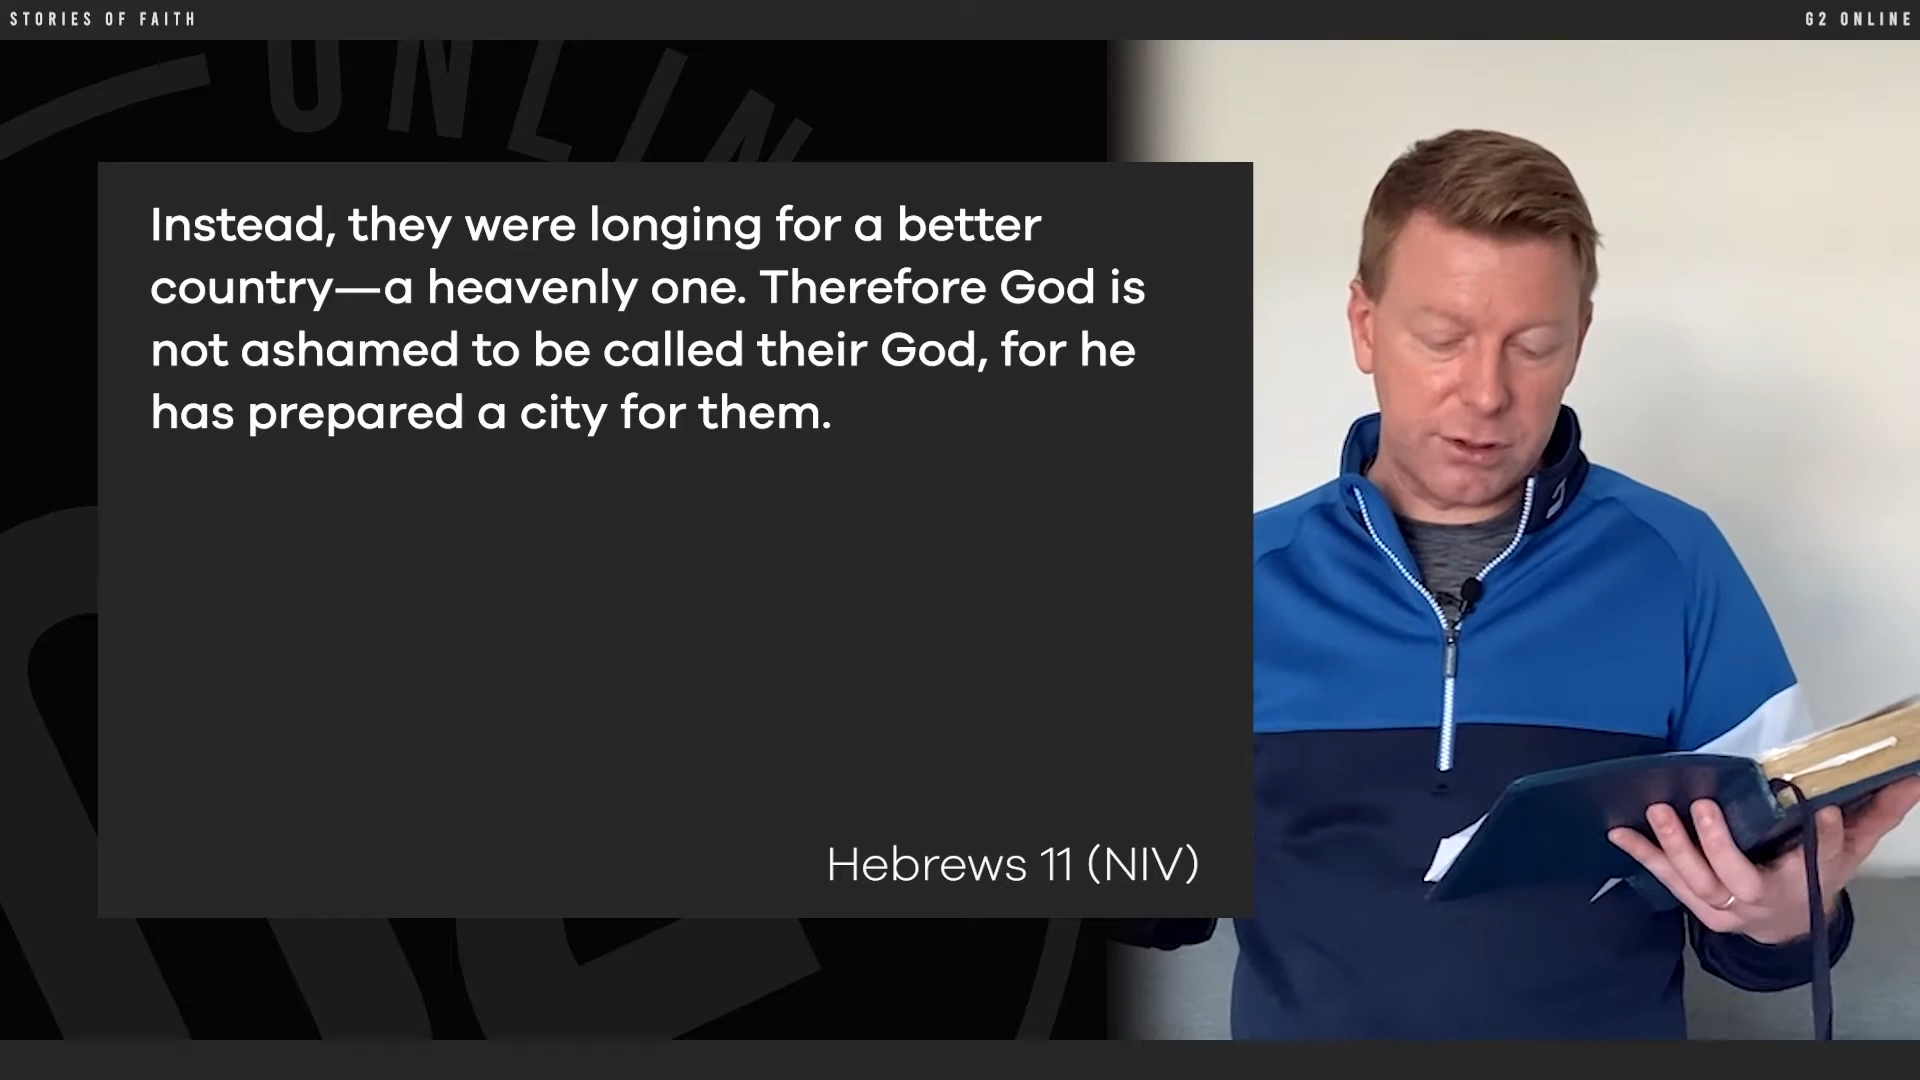 STORIES OF FAITH
G2 ONLINE
ONLIN
Instead, they were longing for a better
country—a heavenly one. Therefore God is
not ashamed to be called their God, for he
has prepared a city for them.
Hebrews 11 (NIV)